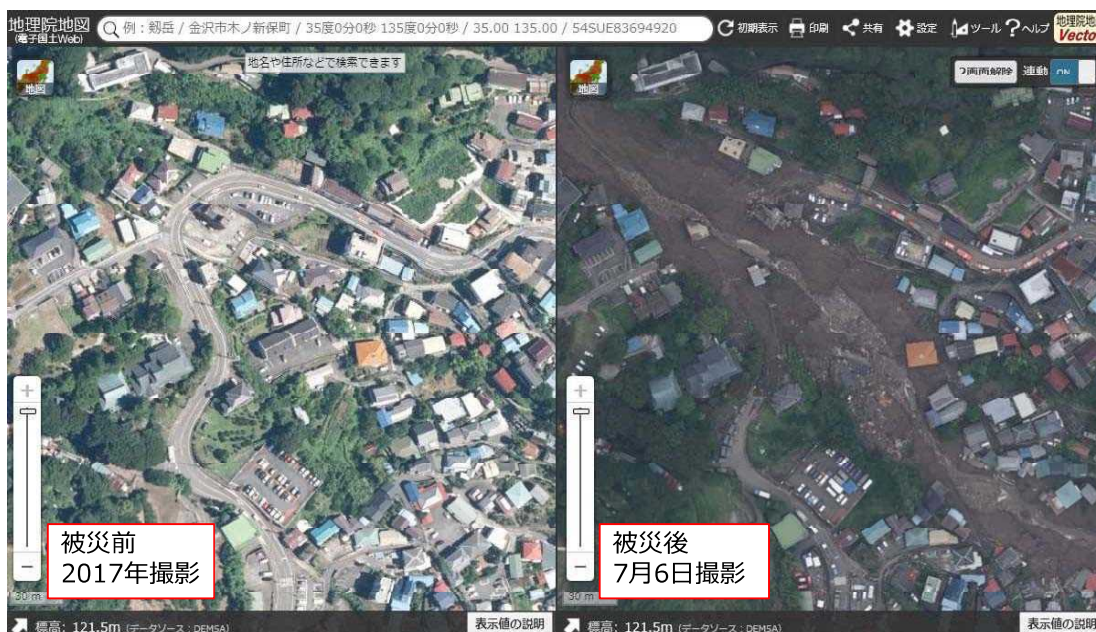 地理院地図
(電子国土Web)
例：剱岳 / 金沢市木ノ新保町 / 35度0分0秒 135度0分0秒 / 35.00 135.00 / 54SUE83694920
初期表示
印刷
共有
設定
ツール
ヘルプ
地理院地
Vecto
地名や住所などで検索できます
地図
地図
2画面解除
連動
ON
被災前
2017年撮影
被災後
7月6日撮影
30 m
30 m
標高: 121.5m (データソース：DEM5A)
表示値の説明
標高: 121.5m (データソース：DEM5A)
表示値の説明